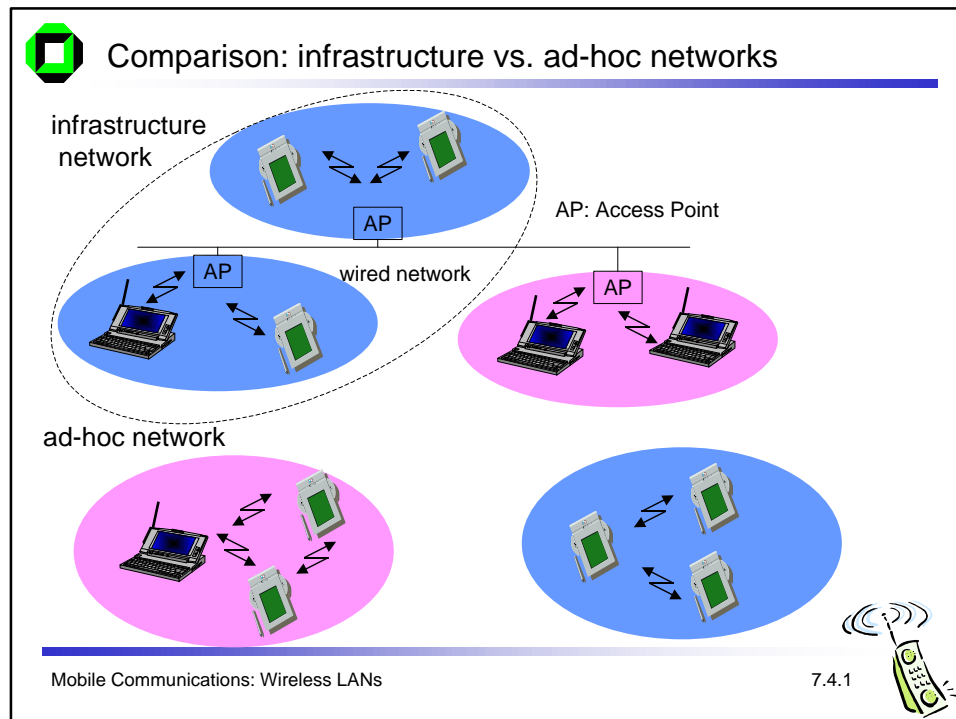 Comparison: infrastructure vs. ad-hoc networks
infrastructure
network
AP: Access Point
AP
wired network
AP
AP
ad-hoc network
Mobile Communications: Wireless LANs
7.4.1